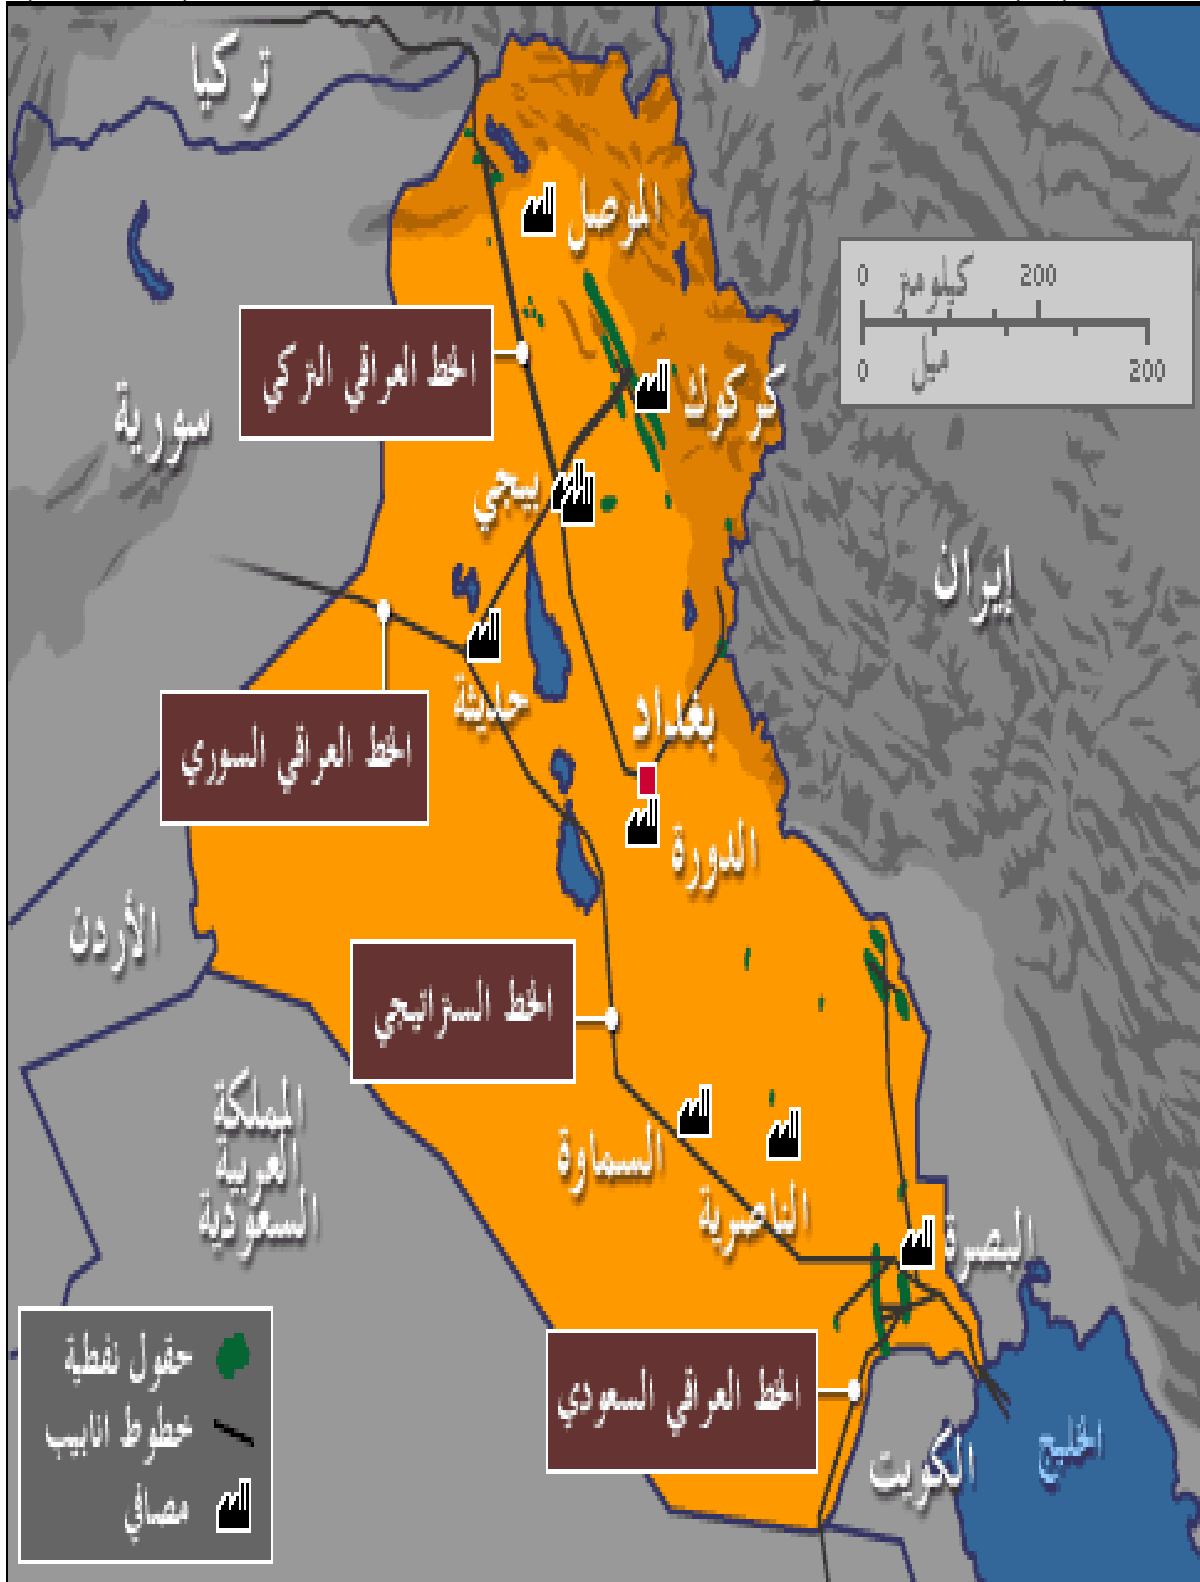 تركيا
الموصل
0 كيلومتر 200
0 ميل 200
الخط العراقي التركي
كركوك
سورية
بيجي
إيران
حديثة
بغداد
الخط العراقي السوري
الدورة
الأردن
الخط الستراتيجي
المملكة
العربية
السعودية
السماوة
الناصرية
البصرة
حقول نفطية
خطوط انابيب
مصافي
الخط العراقي السعودي
الكويت
الخليج